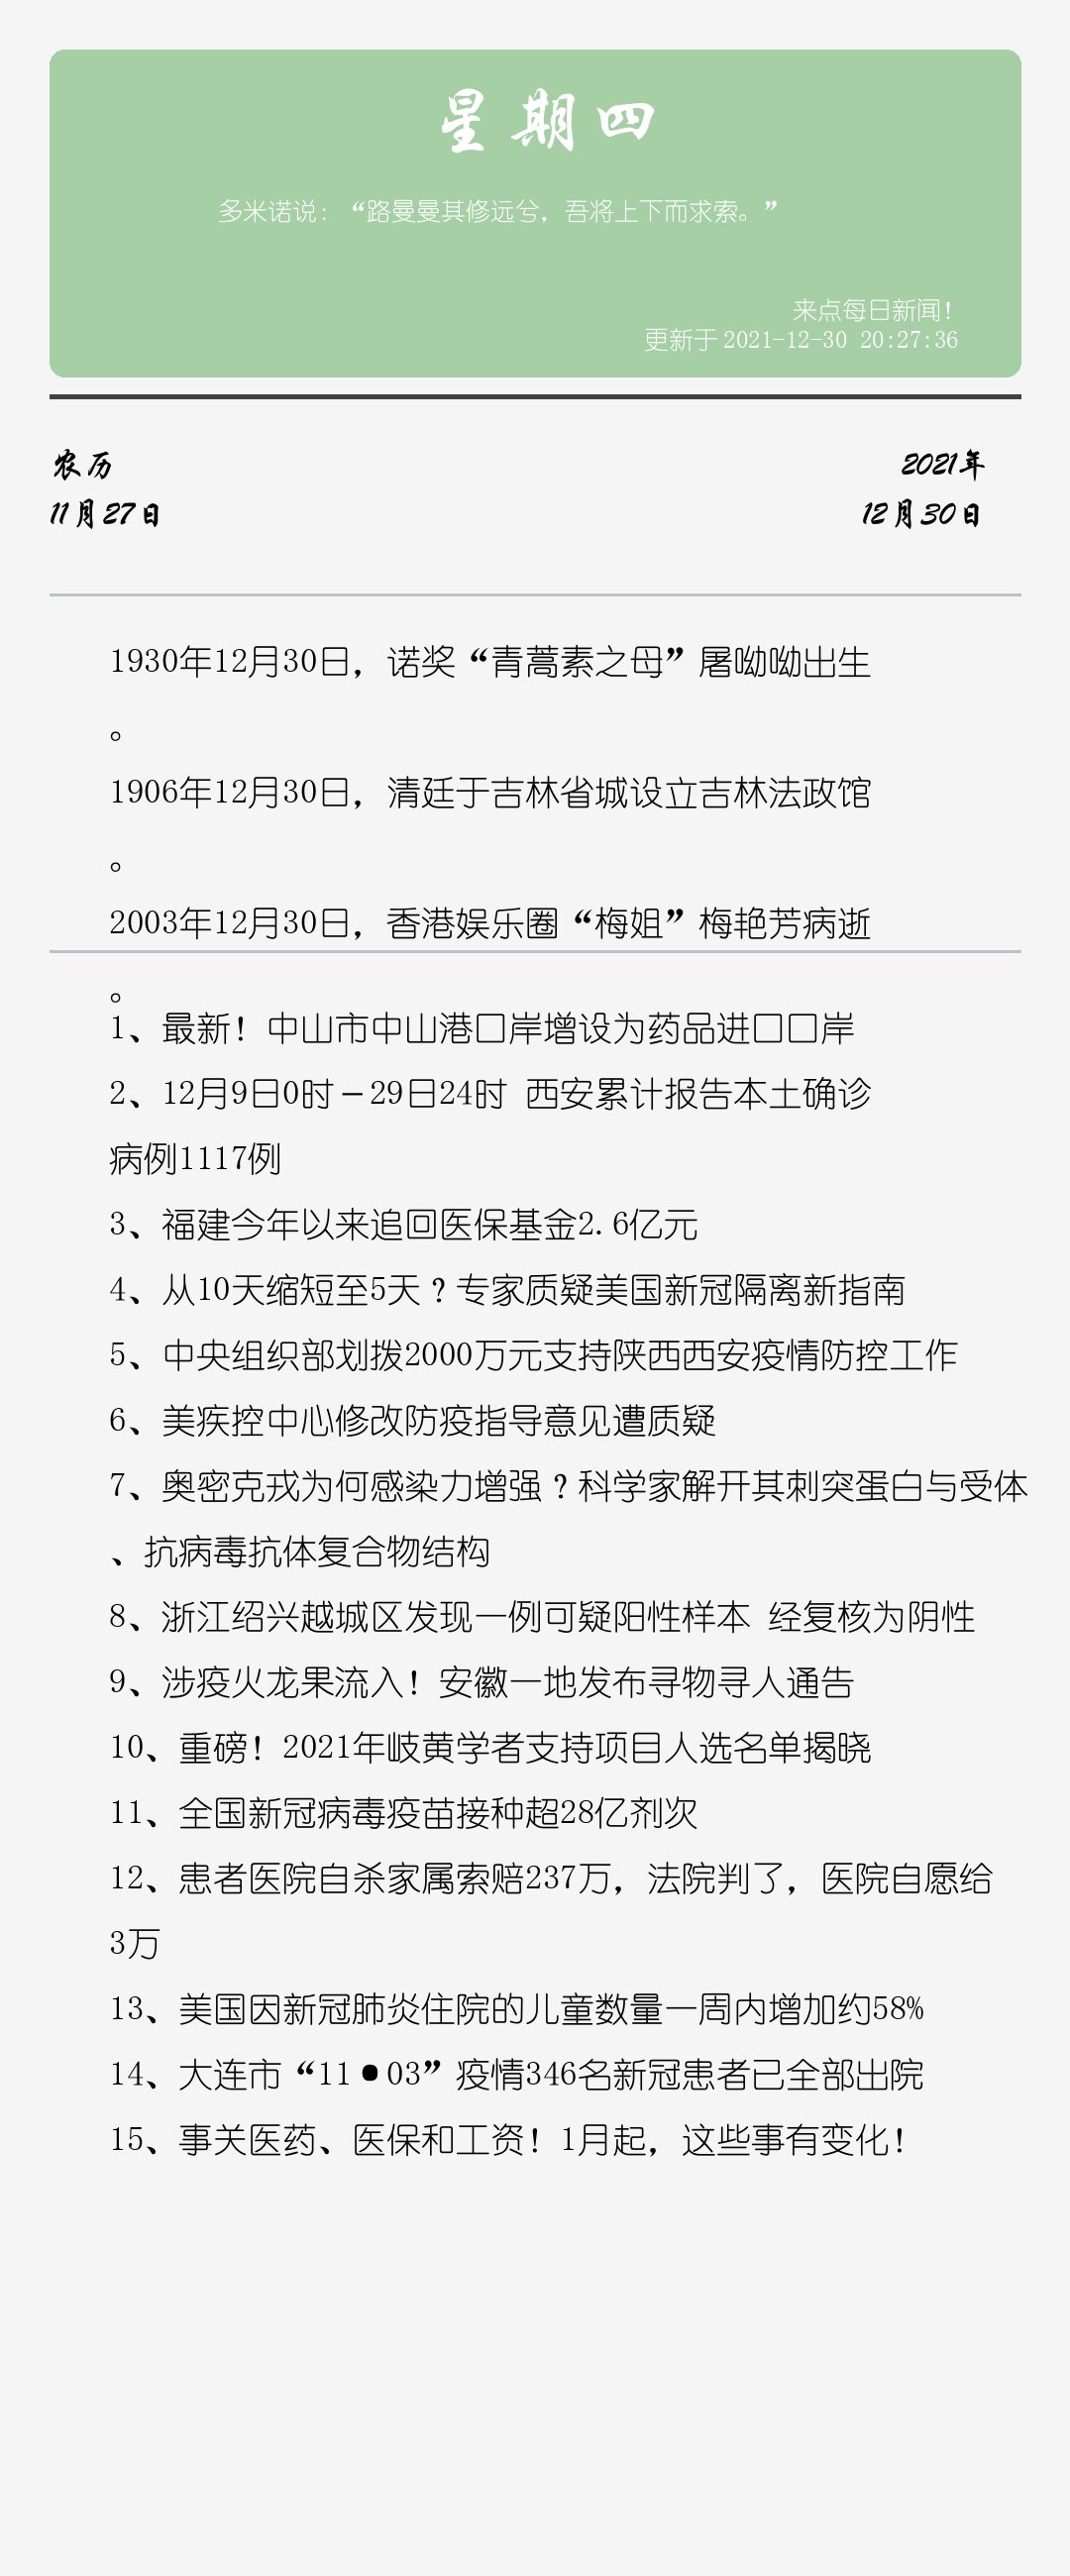 星期四
多米诺说：“路曼曼其修远兮，吾将上下而求索。”
来点每日新闻！
更新于2021-12-30 20:27:36
农历
2021年
11月27日
12月30日
1930年12月30日，诺奖“青蒿素之母”屠呦呦出生
。
1906年12月30日，清廷于吉林省城设立吉林法政馆
。
2003年12月30日，香港娱乐圈“梅姐”梅艳芳病逝
。
1、最新！中山市中山港口岸增设为药品进口口岸
2、12月9日0时－29日24时 西安累计报告本土确诊
病例1117例
3、福建今年以来追回医保基金2.6亿元
4、从10天缩短至5天？专家质疑美国新冠隔离新指南
5、中央组织部划拨2000万元支持陕西西安疫情防控工作
6、美疾控中心修改防疫指导意见遭质疑
7、奥密克戎为何感染力增强？科学家解开其刺突蛋白与受体
、抗病毒抗体复合物结构
8、浙江绍兴越城区发现一例可疑阳性样本 经复核为阴性
9、涉疫火龙果流入！安徽一地发布寻物寻人通告
10、重磅！2021年岐黄学者支持项目人选名单揭晓
11、全国新冠病毒疫苗接种超28亿剂次
12、患者医院自杀家属索赔237万，法院判了，医院自愿给
3万
13、美国因新冠肺炎住院的儿童数量一周内增加约58%
14、大连市“11•03”疫情346名新冠患者已全部出院
15、事关医药、医保和工资！1月起，这些事有变化！